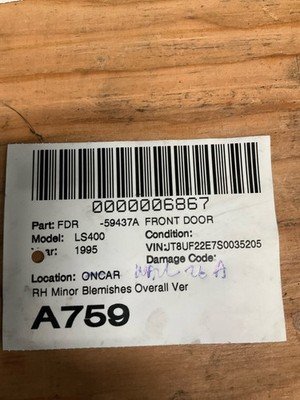 0000006867
Part: FDR -59437A FRONT DOOR
Model: LS400 Condition:
1995 VIN:JT8UF22E7S0035205
Damage Code:
Location: ONCAR
RH Minor Blemishes Overall Ver
A759